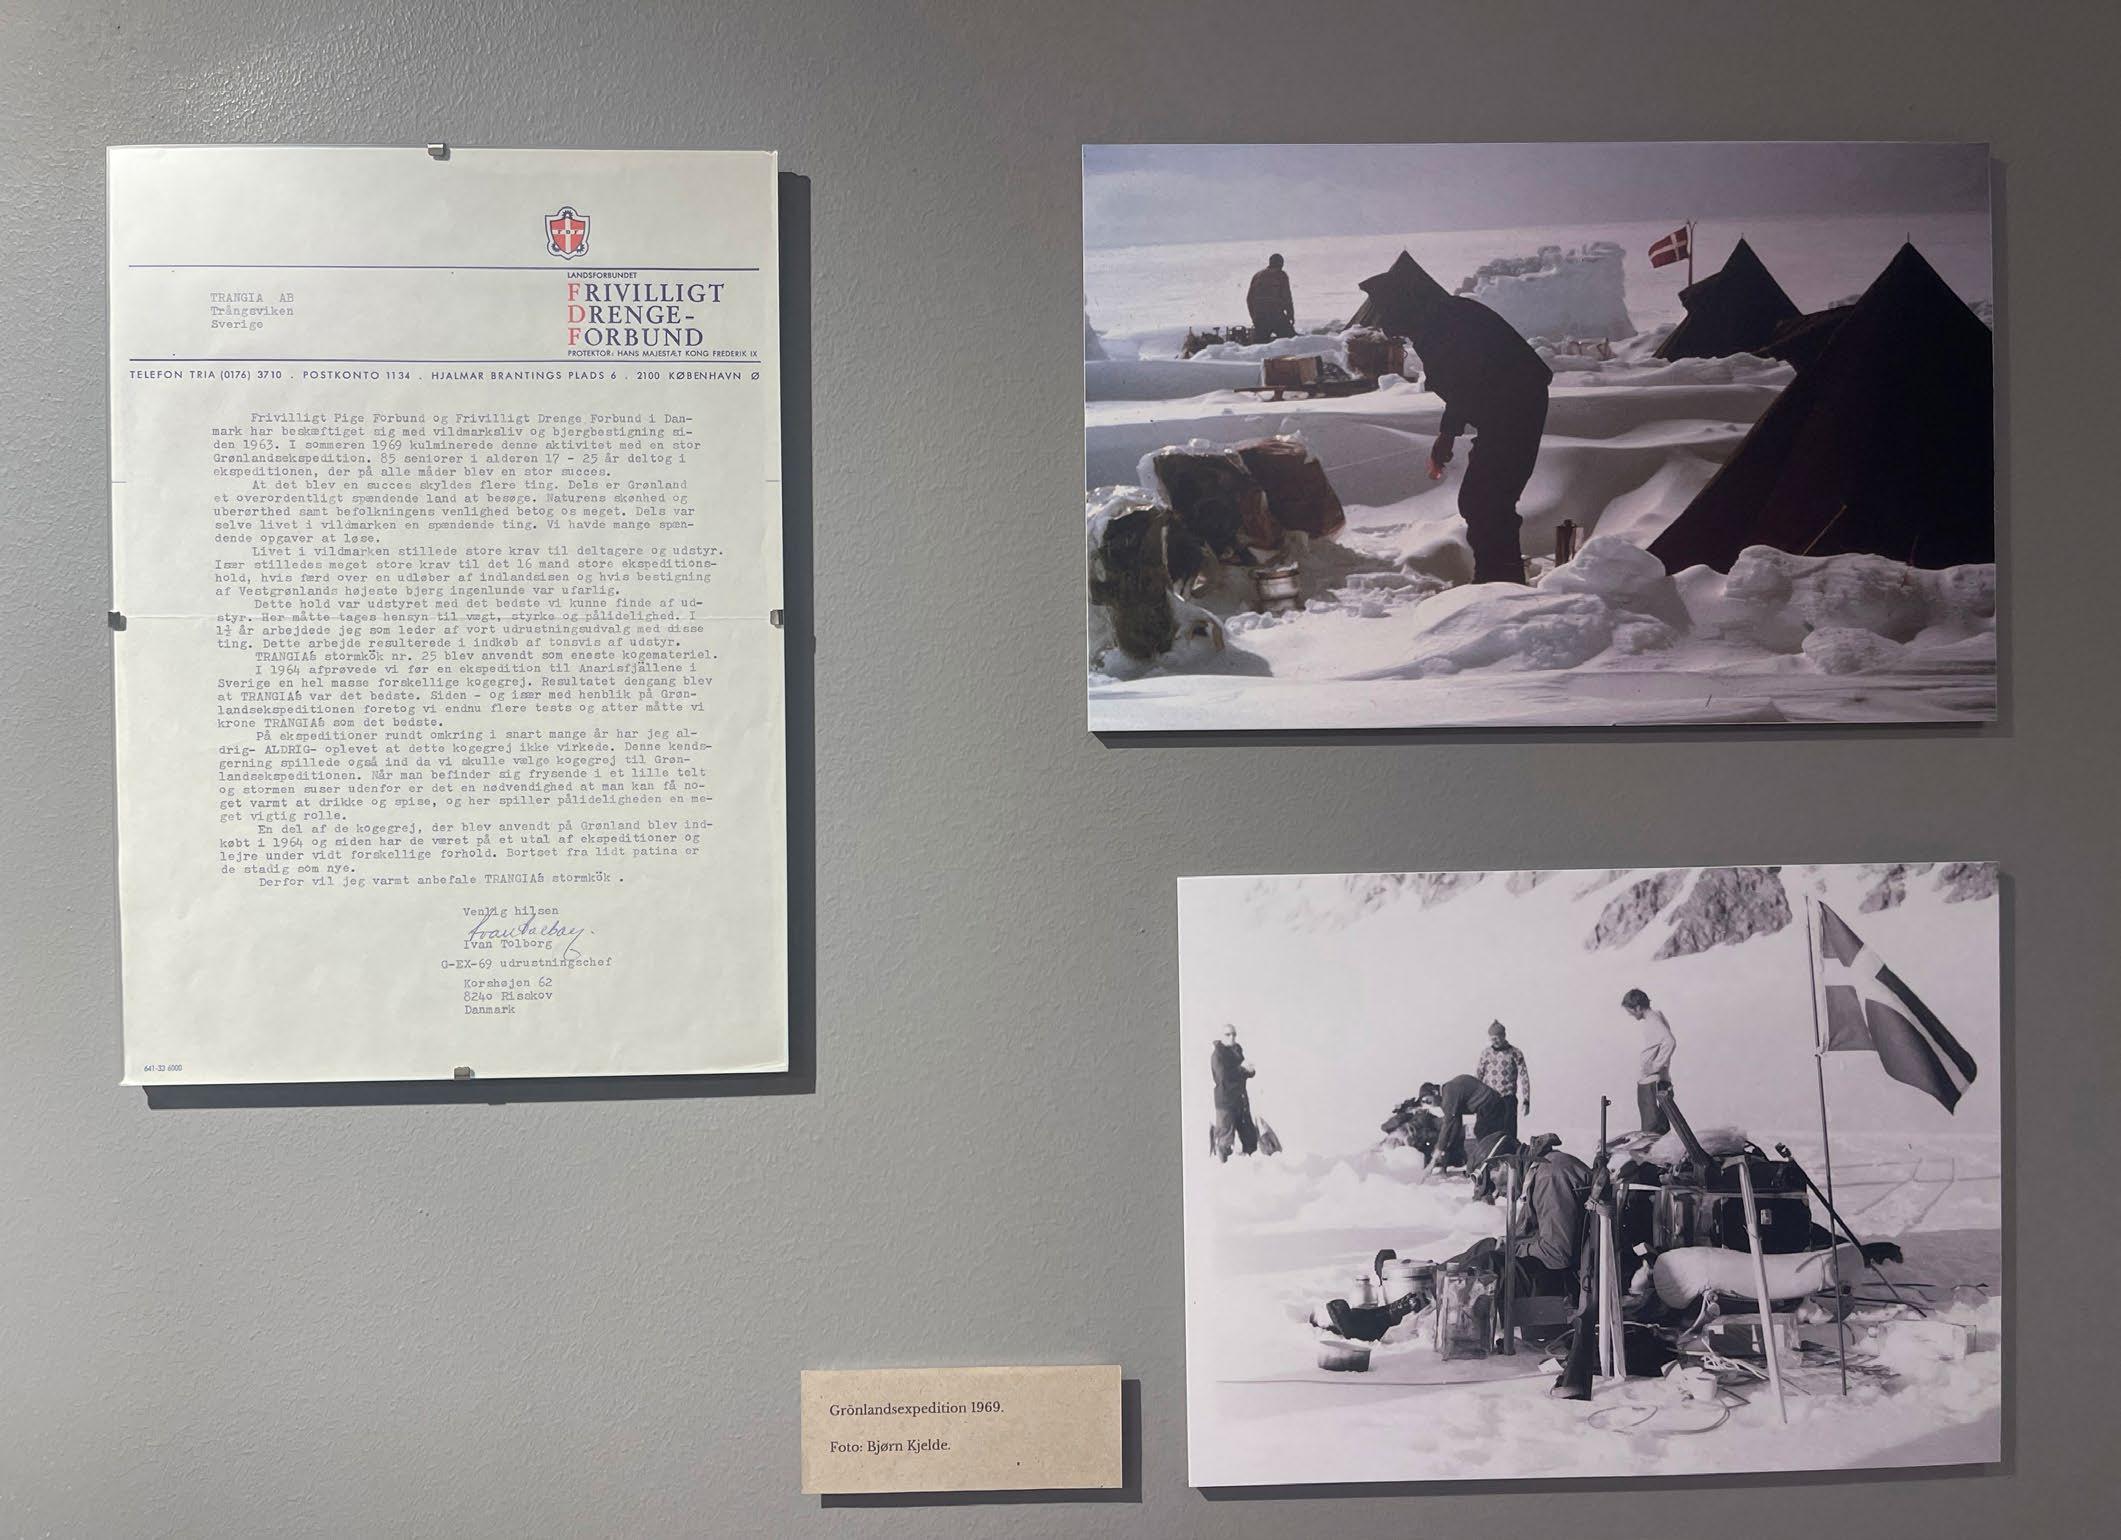 FDF
LANDSFORBUNDET
FRIVILLIGT
DRENGE-
FORBUND
PROTEKTOR: HANS MAJESTÆT KONG FREDERIK IX
TRANGIA AB
Trångsviken
Sverige
TELEFON TRIA (0176) 3710 . POSTKONTO 1134 . HJALMAR BRANTINGS PLADS 6 . 2100 KØBENHAVN Ø
Frivilligt Pige Forbund og Frivilligt Drenge Forbund i Dan-
mark har beskæftiget sig med vildmarksliv og bjergbestigning si-
den 1963. I sommeren 1969 kulminerede denne aktivitet med en stor
Grønlandsekspedition. 85 seniorer i alderen 17 - 25 år deltog i
ekspeditionen, der på alle måder blev en stor succes.
At det blev en succes skyldes flere ting. Dels er Grønland
et overordentligt spændende land at besøge. Naturens skønhed og
uberørthed samt befolkningens venlighed betog os meget. Dels var
selve livet i vildmarken en spændende ting. Vi havde mange spæn-
dende opgaver at løse.
Livet i vildmarken stillede store krav til deltagere og udstyr.
Især stilledes meget store krav til det 16 mand store ekspeditions-
hold, hvis færd over en udløber af indlandsisen og hvis bestigning
af Vestgrønlands højeste bjerg ingenlunde var ufarlig.
Dette hold var udstyret med det bedste vi kunne finde af ud-
styr. Her måtte tages hensyn til vægt, styrke og pålidelighed. I
1½ år arbejdede jeg som leder af vort udrustningsudvalg med disse
ting. Dette arbejde resulterede i indkøb af tonsvis af udstyr.
TRANGIA's stormkök nr. 25 blev anvendt som eneste kogemateriel.
I 1964 afprøvede vi før en ekspedition til Anarisfjällene i
Sverige en hel masse forskellige kogegrej. Resultatet dengang blev
at TRANGIA's var det bedste. Siden - og især med henblik på Grøn-
landsekspeditionen foretog vi endnu flere tests og atter måtte vi
krone TRANGIA's som det bedste.
På ekspeditioner rundt omkring i snart mange år har jeg al-
drig- ALDRIG- oplevet at dette kogegrej ikke virkede. Denne kends-
gerning spillede også ind da vi skulle vælge kogegrej til Grøn-
landsekspeditionen. Når man befinder sig frysende i et lille telt
og stormen suser udenfor er det en nødvendighed at man kan få no-
get varmt at drikke og spise, og her spiller pålideligheden en me-
get vigtig rolle.
En del af de kogegrej, der blev anvendt på Grønland blev ind-
købt i 1964 og siden har de været på et utal af ekspeditioner og
lejre under vidt forskellige forhold. Bortset fra lidt patina er
de stadig som nye.
Derfor vil jeg varmt anbefale TRANGIA's stormkök .
Venlig hilsen
Ivan Tolborg
Ivan Tolborg
G-EX-69 udrustningschef
Korshøjen 62
8240 Risskov
Danmark
641-33 6000
Grönlandsexpedition 1969.
Foto: Bjørn Kjelde.